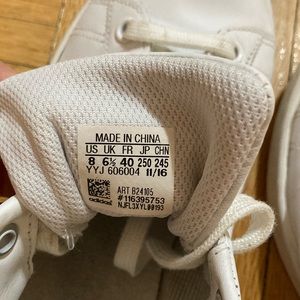 MADE IN CHINA
US UK FR JP CHN
8 6½ 40 250 245
YYJ 606004 11/16
ART B24105
#116395753
NJFL3XYL00193
adidas